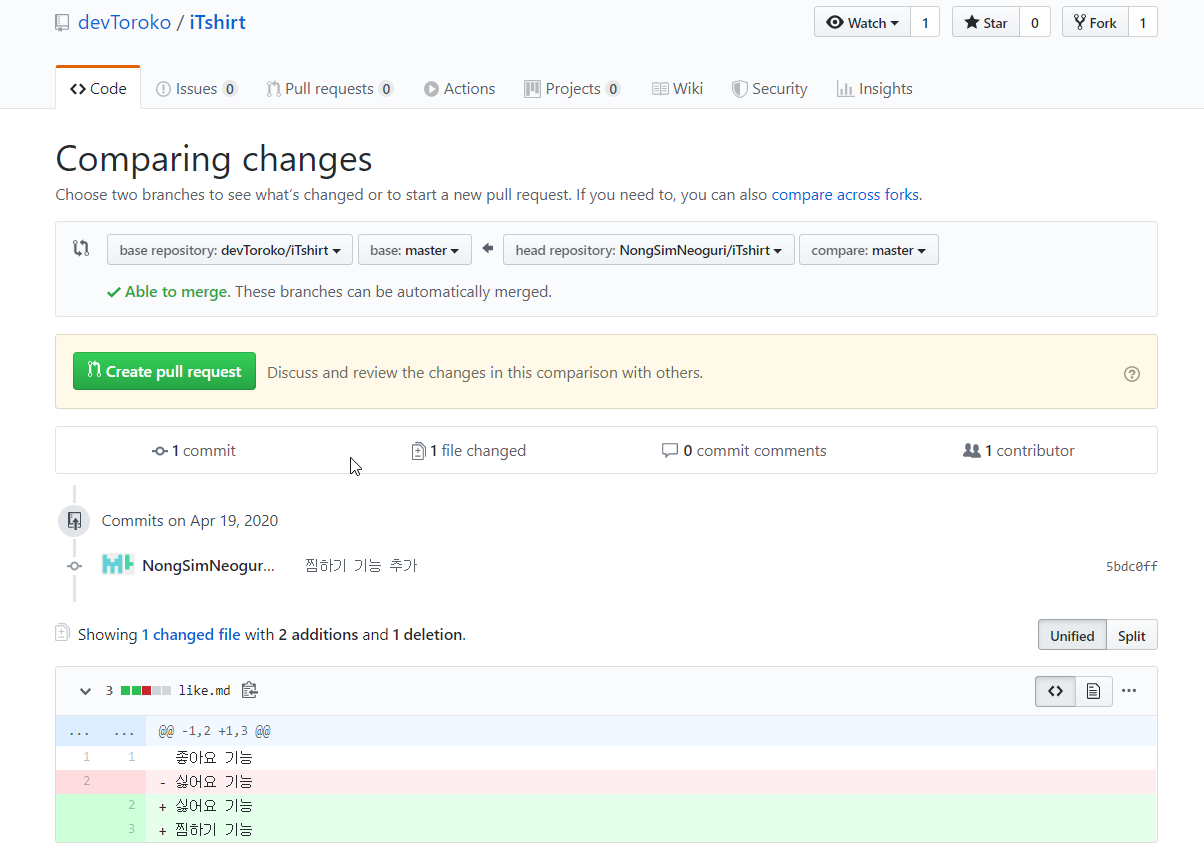 devToroko / iTshirt
Watch 1 Star 0 Fork 1
Code Issues 0 Pull requests 0 Actions Projects 0 Wiki Security Insights
Comparing changes
Choose two branches to see what's changed or to start a new pull request. If you need to, you can also compare across forks.
base repository: devToroko/iTshirt base: master head repository: NongSimNeoguri/iTshirt compare: master
Able to merge. These branches can be automatically merged.
Create pull request Discuss and review the changes in this comparison with others.
1 commit 1 file changed 0 commit comments 1 contributor
Commits on Apr 19, 2020
NongSimNeogur... 찜하기 기능 추가 5bdc0ff
Showing 1 changed file with 2 additions and 1 deletion.
Unified Split
3 like.md
... ... @@ -1,2 +1,3 @@
1 1 좋아요 기능
2 - 싫어요 기능
2 + 싫어요 기능
3 + 찜하기 기능